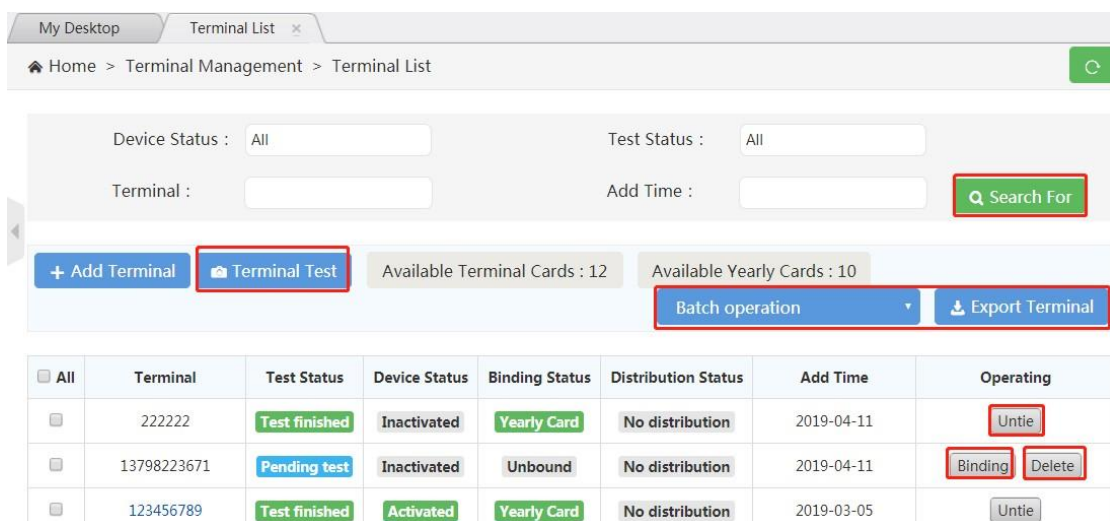 My Desktop Terminal List ×
Home > Terminal Management > Terminal List
Device Status : All Test Status : All
Terminal : Add Time : Search For
+ Add Terminal Terminal Test Available Terminal Cards : 12 Available Yearly Cards : 10
Batch operation Export Terminal
All Terminal Test Status Device Status Binding Status Distribution Status Add Time Operating
222222 Test finished Inactivated Yearly Card No distribution 2019-04-11 Untie
13798223671 Pending test Inactivated Unbound No distribution 2019-04-11 Binding Delete
123456789 Test finished Activated Yearly Card No distribution 2019-03-05 Untie